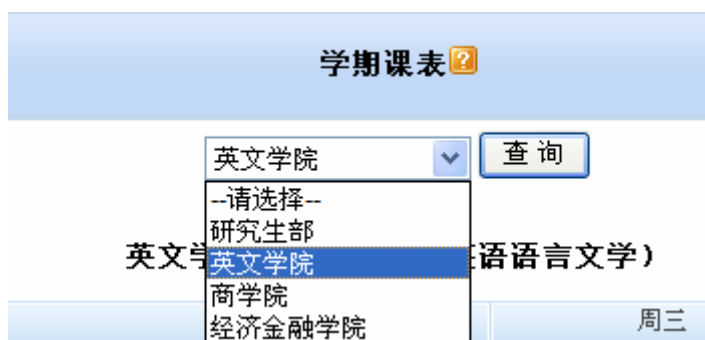 学期课表?
英文学院
查 询
--请选择--
研究生部
英文学院
商学院
经济金融学院
英文
语语言文学)
周三